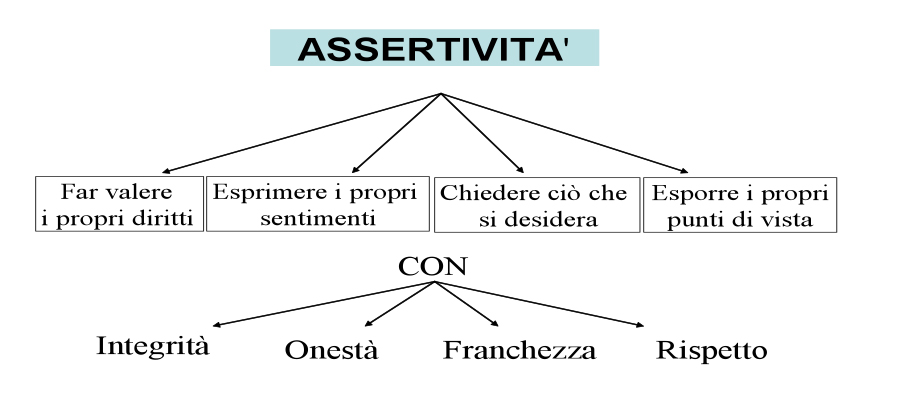 ASSERTIVITA'
Far valere
i propri diritti
Esprimere i propri
sentimenti
Chiedere ciò che
si desidera
Esporre i propri
punti di vista
CON
Integrità
Onestà
Franchezza
Rispetto